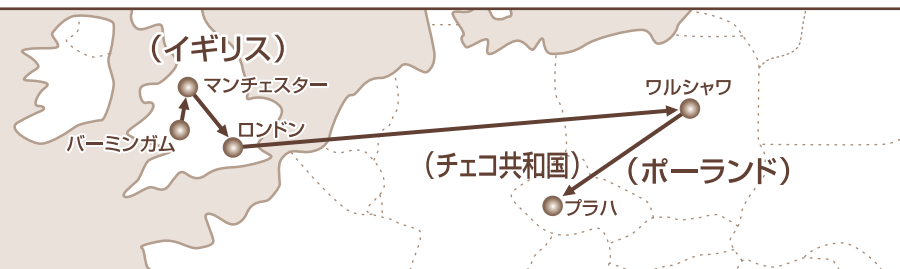 (イギリス)
マンチェスター
ワルシャワ
ロンドン
バーミンガム
(チェコ共和国)
(ポーランド)
プラハ